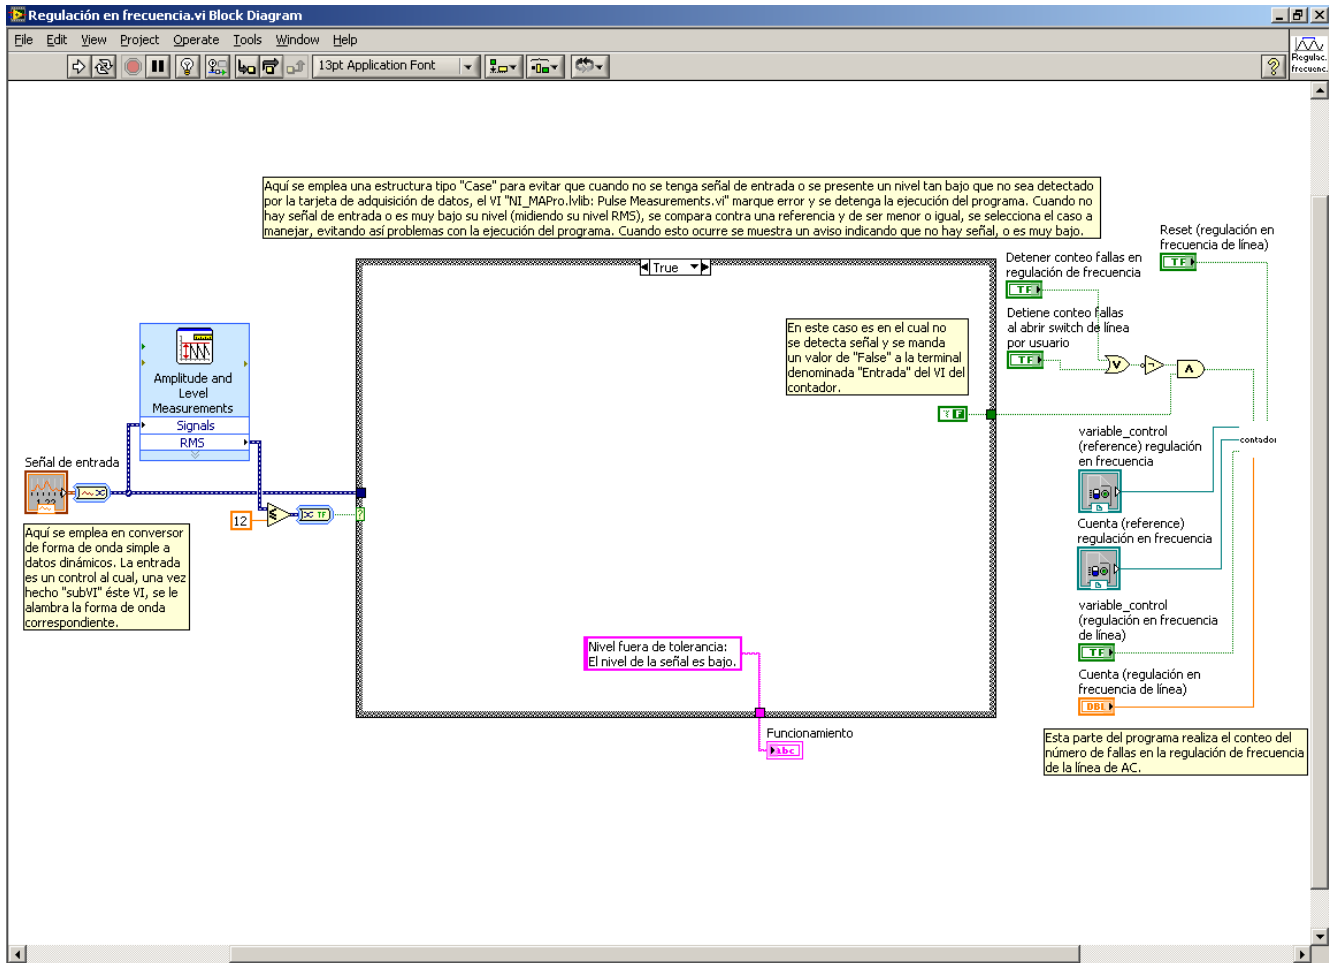 Regulación en frecuencia.vi Block Diagram
File Edit View Project Operate Tools Window Help
13pt Application Font
Regulac.
frecuenc.
Aquí se emplea una estructura tipo "Case" para evitar que cuando no se tenga señal de entrada o se presente un nivel tan bajo que no sea detectado
por la tarjeta de adquisición de datos, el VI "NI_MAPro.lvlib: Pulse Measurements.vi" marque error y se detenga la ejecución del programa. Cuando no
hay señal de entrada o es muy bajo su nivel (midiendo su nivel RMS), se compara contra una referencia y de ser menor o igual, se selecciona el caso a
manejar, evitando así problemas con la ejecución del programa. Cuando esto ocurre se muestra un aviso indicando que no hay señal, o es muy bajo.
True
Amplitude and
Level
Measurements
Signals
RMS
Señal de entrada
1.23
12
TF
?
Aquí se emplea en conversor
de forma de onda simple a
datos dinámicos. La entrada
es un control al cual, una vez
hecho "subVI" éste VI, se le
alambra la forma de onda
correspondiente.
En este caso es en el cual no
se detecta señal y se manda
un valor de "False" a la terminal
denominada "Entrada" del VI del
contador.
F
Nivel fuera de tolerancia:
El nivel de la señal es bajo.
Funcionamiento
abc
Reset (regulación en
frecuencia de línea)
TF
Detener conteo fallas en
regulación de frecuencia
TF
Detiene conteo fallas
al abrir switch de línea
por usuario
TF
contador
variable_control
(reference) regulación
en frecuencia
Cuenta (reference)
regulación en frecuencia
variable_control
(regulación en frecuencia
de línea)
TF
Cuenta (regulación en
frecuencia de línea)
DBL
Esta parte del programa realiza el conteo del
número de fallas en la regulación de frecuencia
de la línea de AC.